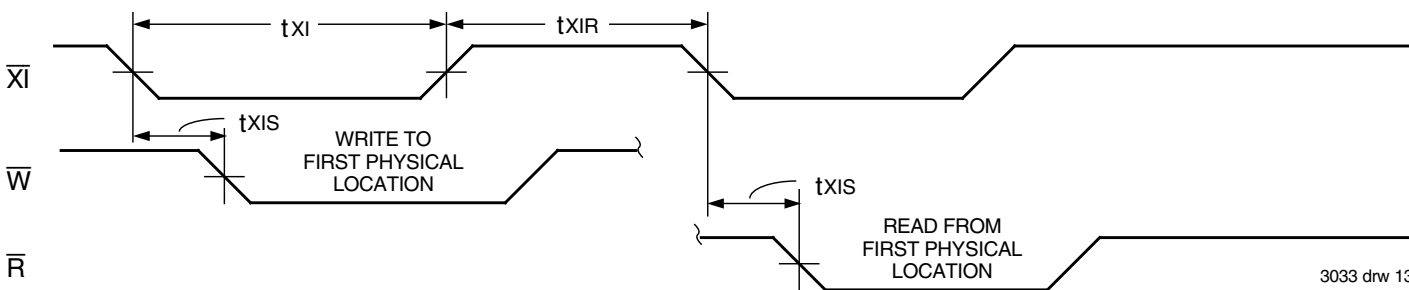 tXI
tXIR
XI
tXIS
WRITE TO
FIRST PHYSICAL
LOCATION
W
tXIS
READ FROM
FIRST PHYSICAL
LOCATION
R
3033 drw 13